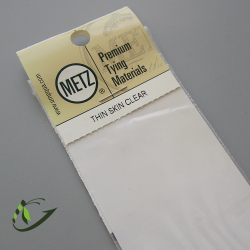 METZ
®
Premium
Tying
Materials
THIN SKIN CLEAR